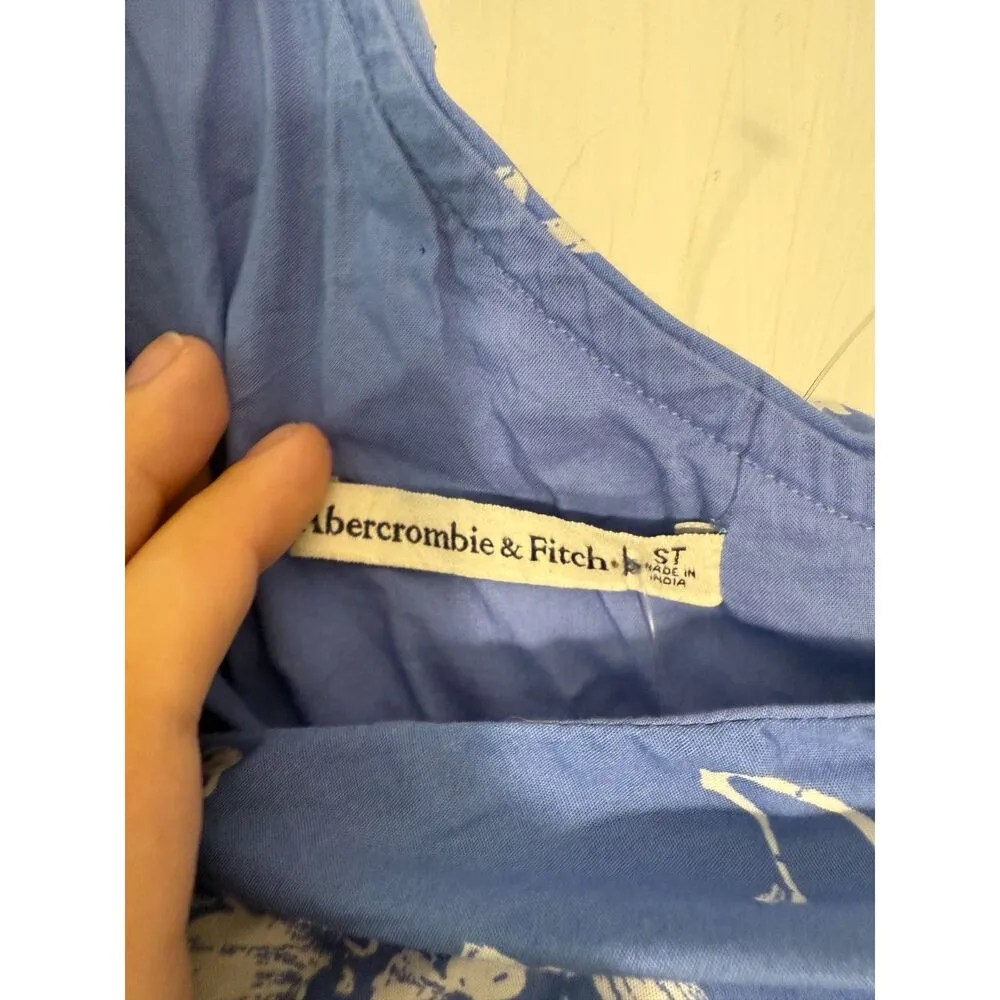 Abercrombie & Fitch.
ST
MADE IN
INDIA